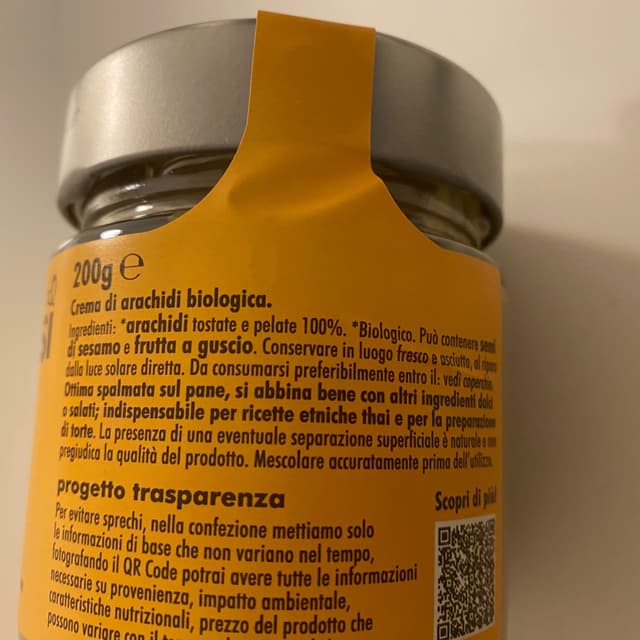 200g ℮
Crema di arachidi biologica.
Ingredienti: *arachidi tostate e pelate 100%. *Biologico. Può contenere semi
di sesamo e frutta a guscio. Conservare in luogo fresco e asciutto, al riparo
dalla luce solare diretta. Da consumarsi preferibilmente entro il: vedi coperchio.
Ottima spalmata sul pane, si abbina bene con altri ingredienti dolci
o salati; indispensabile per ricette etniche thai e per la preparazione
di torte. La presenza di una eventuale separazione superficiale è naturale e non
pregiudica la qualità del prodotto. Mescolare accuratamente prima dell'utilizzo.
progetto trasparenza
Scopri di più!
Per evitare sprechi, nella confezione mettiamo solo
le informazioni di base che non variano nel tempo,
fotografando il QR Code potrai avere tutte le informazioni
necessarie su provenienza, impatto ambientale,
caratteristiche nutrizionali, prezzo del prodotto che
possono variare con il